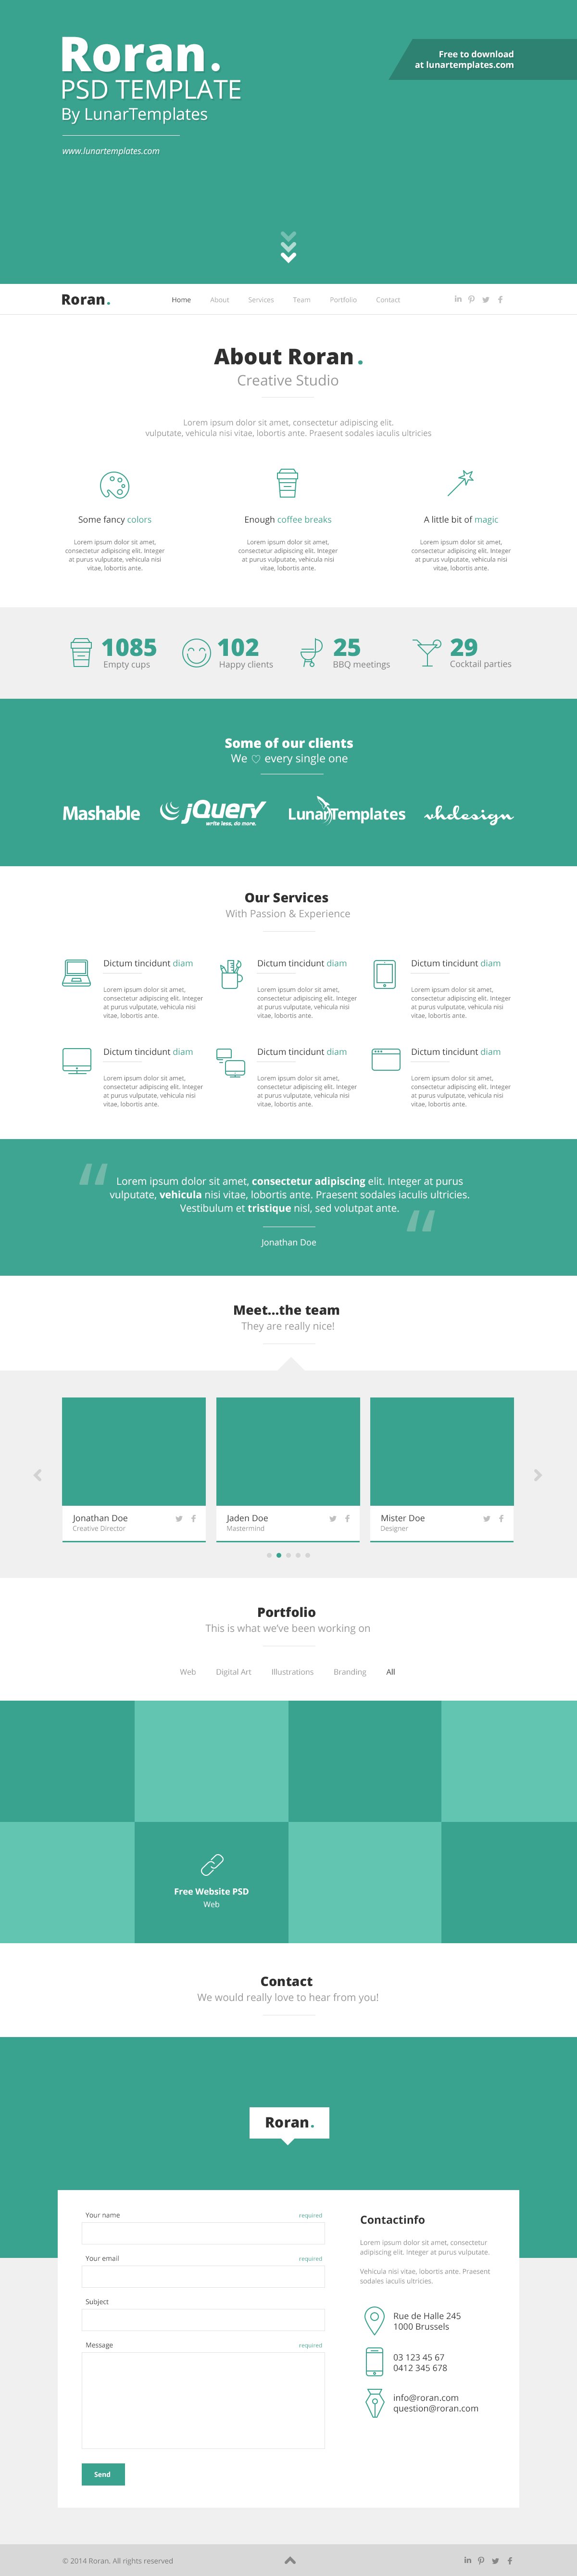 Roran.
PSD TEMPLATE
By LunarTemplates
www.lunartemplates.com
Free to download
at lunartemplates.com
Roran.
Home About Services Team Portfolio Contact
About Roran.
Creative Studio
Lorem ipsum dolor sit amet, consectetur adipiscing elit.
vulputate, vehicula nisi vitae, lobortis ante. Praesent sodales iaculis ultricies
Some fancy colors
Lorem ipsum dolor sit amet,
consectetur adipiscing elit. Integer
at purus vulputate, vehicula nisi
vitae, lobortis ante.
Enough coffee breaks
Lorem ipsum dolor sit amet,
consectetur adipiscing elit. Integer
at purus vulputate, vehicula nisi
vitae, lobortis ante.
A little bit of magic
Lorem ipsum dolor sit amet,
consectetur adipiscing elit. Integer
at purus vulputate, vehicula nisi
vitae, lobortis ante.
1085
Empty cups
102
Happy clients
25
BBQ meetings
29
Cocktail parties
Some of our clients
We ♡ every single one
Mashable
jQuery
write less. do more.
LunarTemplates
vhdesign
Our Services
With Passion & Experience
Dictum tincidunt diam
Lorem ipsum dolor sit amet,
consectetur adipiscing elit. Integer
at purus vulputate, vehicula nisi
vitae, lobortis ante.
Dictum tincidunt diam
Lorem ipsum dolor sit amet,
consectetur adipiscing elit. Integer
at purus vulputate, vehicula nisi
vitae, lobortis ante.
Dictum tincidunt diam
Lorem ipsum dolor sit amet,
consectetur adipiscing elit. Integer
at purus vulputate, vehicula nisi
vitae, lobortis ante.
Dictum tincidunt diam
Lorem ipsum dolor sit amet,
consectetur adipiscing elit. Integer
at purus vulputate, vehicula nisi
vitae, lobortis ante.
Dictum tincidunt diam
Lorem ipsum dolor sit amet,
consectetur adipiscing elit. Integer
at purus vulputate, vehicula nisi
vitae, lobortis ante.
Dictum tincidunt diam
Lorem ipsum dolor sit amet,
consectetur adipiscing elit. Integer
at purus vulputate, vehicula nisi
vitae, lobortis ante.
Lorem ipsum dolor sit amet, consectetur adipiscing elit. Integer at purus
vulputate, vehicula nisi vitae, lobortis ante. Praesent sodales iaculis ultricies.
Vestibulum et tristique nisl, sed volutpat ante.
Jonathan Doe
Meet...the team
They are really nice!
Jonathan Doe
Creative Director
Jaden Doe
Mastermind
Mister Doe
Designer
Portfolio
This is what we've been working on
Web Digital Art Illustrations Branding All
Free Website PSD
Web
Contact
We would really love to hear from you!
Roran.
Your name required
Your email required
Subject
Message required
Send
Contactinfo
Lorem ipsum dolor sit amet, consectetur
adipiscing elit. Integer at purus vulputate.
Vehicula nisi vitae, lobortis ante. Praesent
sodales iaculis ultricies.
Rue de Halle 245
1000 Brussels
03 123 45 67
0412 345 678
info@roran.com
question@roran.com
© 2014 Roran. All rights reserved